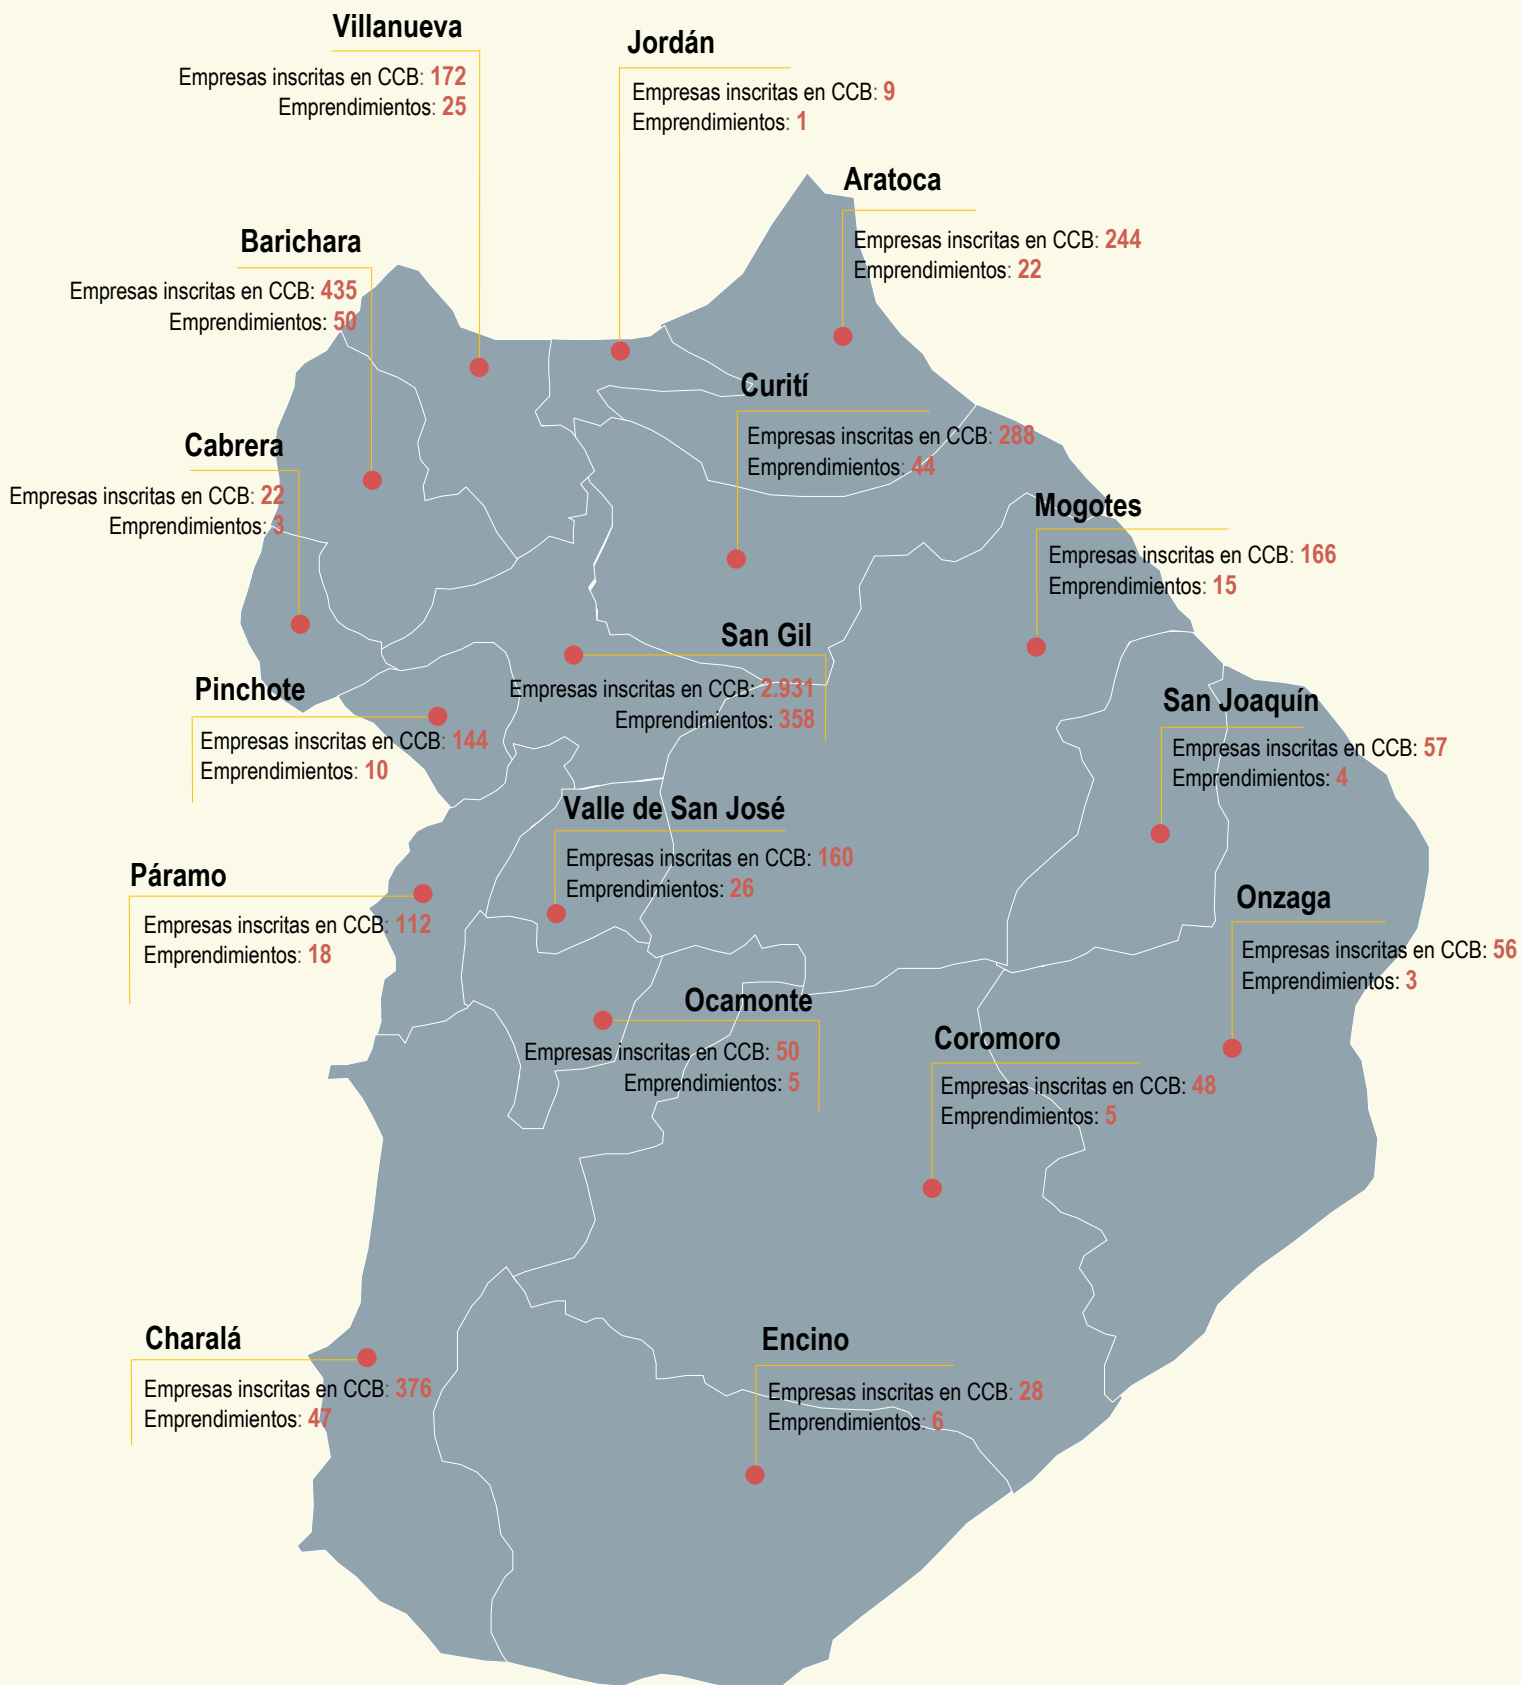 Villanueva
Empresas inscritas en CCB: 172
Emprendimientos: 25
Jordán
Empresas inscritas en CCB: 9
Emprendimientos: 1
Aratoca
Empresas inscritas en CCB: 244
Emprendimientos: 22
Barichara
Empresas inscritas en CCB: 435
Emprendimientos: 50
Curití
Empresas inscritas en CCB: 288
Emprendimientos: 44
Cabrera
Empresas inscritas en CCB: 22
Emprendimientos: 3
Mogotes
Empresas inscritas en CCB: 166
Emprendimientos: 15
San Gil
Empresas inscritas en CCB: 2.931
Emprendimientos: 358
Pinchote
Empresas inscritas en CCB: 144
Emprendimientos: 10
San Joaquín
Empresas inscritas en CCB: 57
Emprendimientos: 4
Valle de San José
Empresas inscritas en CCB: 160
Emprendimientos: 26
Páramo
Empresas inscritas en CCB: 112
Emprendimientos: 18
Onzaga
Empresas inscritas en CCB: 56
Emprendimientos: 3
Ocamonte
Empresas inscritas en CCB: 50
Emprendimientos: 5
Coromoro
Empresas inscritas en CCB: 48
Emprendimientos: 5
Charalá
Empresas inscritas en CCB: 376
Emprendimientos: 47
Encino
Empresas inscritas en CCB: 28
Emprendimientos: 6